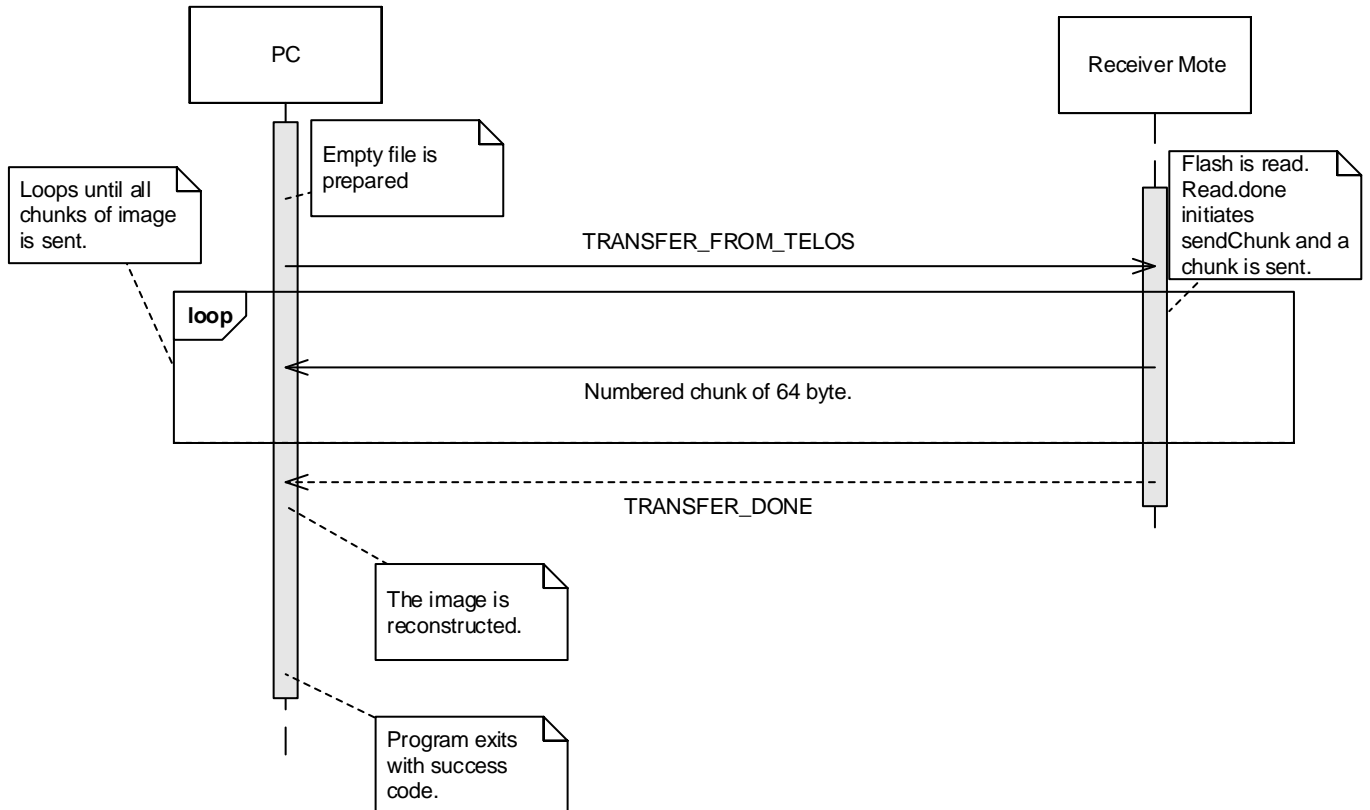 PC
Receiver Mote
Empty file is
prepared
Loops until all
chunks of image
is sent.
Flash is read.
Read.done
initiates
sendChunk and a
chunk is sent.
TRANSFER_FROM_TELOS
loop
Numbered chunk of 64 byte.
TRANSFER_DONE
The image is
reconstructed.
Program exits
with success
code.